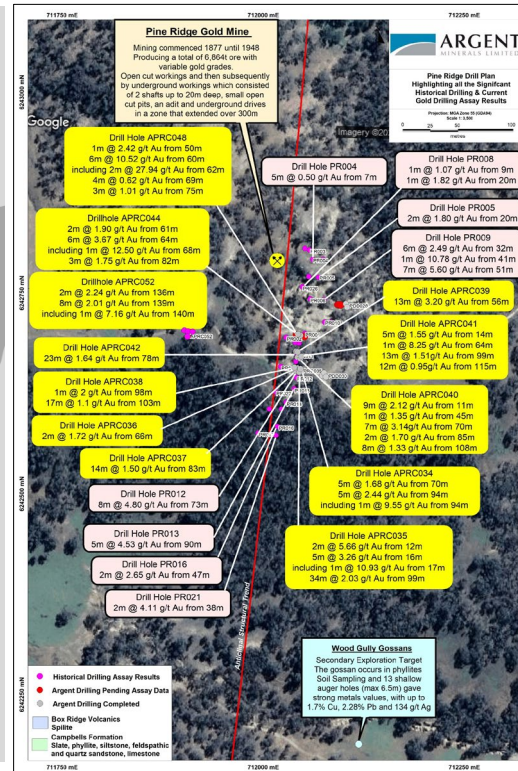 711750 mE
712000 mE
712250 mE
6243000 mN
6242750 mN
6242500 mN
6242250 mN
Google
Imagery ©20
ARGENT
MINERALS LIMITED
Pine Ridge Drill Plan
Highlighting all the Signifcant
Historical Drilling & Current
Gold Drilling Assay Results
Projection: MGA Zone 55 (GDA94)
0 25 50 100
metres
Pine Ridge Gold Mine
Mining commenced 1877 until 1948
Producing a total of 6,864t ore with
variable gold grades.
Open cut workings and then subsequently
by underground workings which consisted
of 2 shafts up to 20m deep, small open
cut pits, an adit and underground drives
in a zone that extended over 300m
Drill Hole APRC048
1m @ 2.42 g/t Au from 50m
6m @ 10.52 g/t Au from 60m
including 2m @ 27.94 g/t Au from 62m
4m @ 0.62 g/t Au from 69m
3m @ 1.01 g/t Au from 75m
Drillhole APRC044
2m @ 1.90 g/t Au from 61m
6m @ 3.67 g/t Au from 64m
including 1m @ 12.50 g/t Au from 68m
3m @ 1.75 g/t Au from 82m
Drillhole APRC052
2m @ 2.24 g/t Au from 136m
8m @ 2.01 g/t Au from 139m
including 1m @ 7.16 g/t Au from 140m
Drill Hole APRC042
23m @ 1.64 g/t Au from 78m
Drill Hole APRC038
1m @ 2 g/t Au from 98m
17m @ 1.1 g/t Au from 103m
Drill Hole APRC036
2m @ 1.72 g/t Au from 66m
Drill Hole APRC037
14m @ 1.50 g/t Au from 83m
Drill Hole PR012
8m @ 4.80 g/t Au from 73m
Drill Hole PR013
5m @ 4.53 g/t Au from 90m
Drill Hole PR016
2m @ 2.65 g/t Au from 47m
Drill Hole PR021
2m @ 4.11 g/t Au from 38m
Drill Hole PR004
5m @ 0.50 g/t Au from 7m
Drill Hole PR008
1m @ 1.07 g/t Au from 9m
1m @ 1.82 g/t Au from 20m
Drill Hole PR005
2m @ 1.80 g/t Au from 20m
Drill Hole PR009
6m @ 2.49 g/t Au from 32m
1m @ 10.78 g/t Au from 41m
7m @ 5.60 g/t Au from 51m
Drill Hole APRC039
13m @ 3.20 g/t Au from 56m
Drill Hole APRC041
5m @ 1.55 g/t Au from 14m
1m @ 8.25 g/t Au from 64m
13m @ 1.51g/t Au from 99m
12m @ 0.95g/t Au from 115m
Drill Hole APRC040
9m @ 2.12 g/t Au from 11m
1m @ 1.35 g/t Au from 45m
7m @ 3.14g/t Au from 70m
2m @ 1.70 g/t Au from 85m
8m @ 1.33 g/t Au from 108m
Drill Hole APRC034
5m @ 1.68 g/t Au from 70m
5m @ 2.44 g/t Au from 94m
including 1m @ 9.55 g/t Au from 94m
Drill Hole APRC035
2m @ 5.66 g/t Au from 12m
5m @ 3.26 g/t Au from 16m
including 1m @ 10.93 g/t Au from 17m
34m @ 2.03 g/t Au from 99m
Anticlinal Structural Trend
Wood Gully Gossans
Secondary Exploration Target
The gossan occurs in phyllites
Soil Sampling and 13 shallow
auger holes (max 6.5m) gave
strong metals values, with up to
1.7% Cu, 2.28% Pb and 134 g/t Ag
Historical Drilling Assay Results
Argent Drilling Pending Assay Data
Argent Drilling Completed
Box Ridge Volcanics
Spilite
Campbells Formation
Slate, phyllite, siltstone, feldspathic
and quartz sandstone, limestone
711750 mE
712000 mE
712250 mE